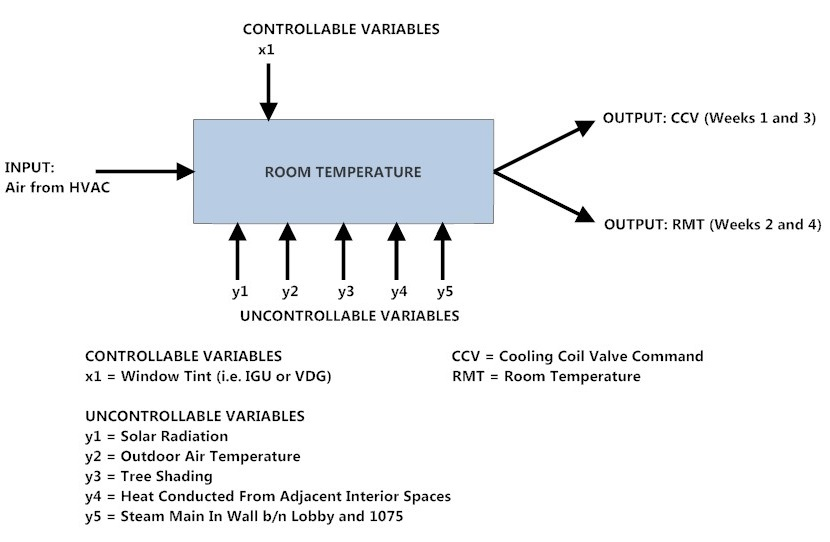 CONTROLLABLE VARIABLES
x1
INPUT:
Air from HVAC
ROOM TEMPERATURE
OUTPUT: CCV (Weeks 1 and 3)
OUTPUT: RMT (Weeks 2 and 4)
y1 y2 y3 y4 y5
UNCONTROLLABLE VARIABLES
CONTROLLABLE VARIABLES
x1 = Window Tint (i.e. IGU or VDG)
CCV = Cooling Coil Valve Command
RMT = Room Temperature
UNCONTROLLABLE VARIABLES
y1 = Solar Radiation
y2 = Outdoor Air Temperature
y3 = Tree Shading
y4 = Heat Conducted From Adjacent Interior Spaces
y5 = Steam Main In Wall b/n Lobby and 1075